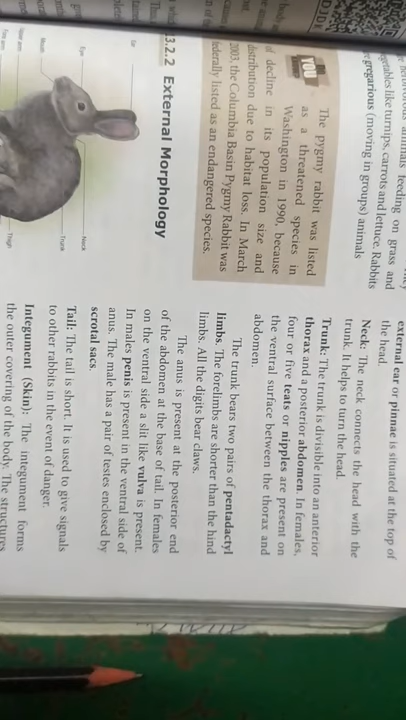 animals feeding on grass and
vegetables like turnips, carrots and lettuce. Rabbits
gregarious (moving in groups) animals
YOU
The pygmy rabbit was listed
as a threatened species in
Washington in 1990, because
of decline in its population size and
distribution due to habitat loss. In March
2003, the Columbia Basin Pygmy Rabbit was
federally listed as an endangered species.
3.2.2 External Morphology
Ear
Eye
Mouth
Neck
Trunk
Thigh
external ear or pinnae is situated at the top of
the head.
Neck: The neck connects the head with the
trunk. It helps to turn the head.
Trunk: The trunk is divisible into an anterior
thorax and a posterior abdomen. In females,
four or five teats or nipples are present on
the ventral surface between the thorax and
abdomen.
The trunk bears two pairs of pentadactyl
limbs. The forelimbs are shorter than the hind
limbs. All the digits bear claws.
The anus is present at the posterior end
of the abdomen at the base of tail. In females
on the ventral side a slit like vulva is present.
In males penis is present in the ventral side of
anus. The male has a pair of testes enclosed by
scrotal sacs.
Tail: The tail is short. It is used to give signals
to other rabbits in the event of danger.
Integument (Skin): The integument forms
the outer covering of the body. The structures